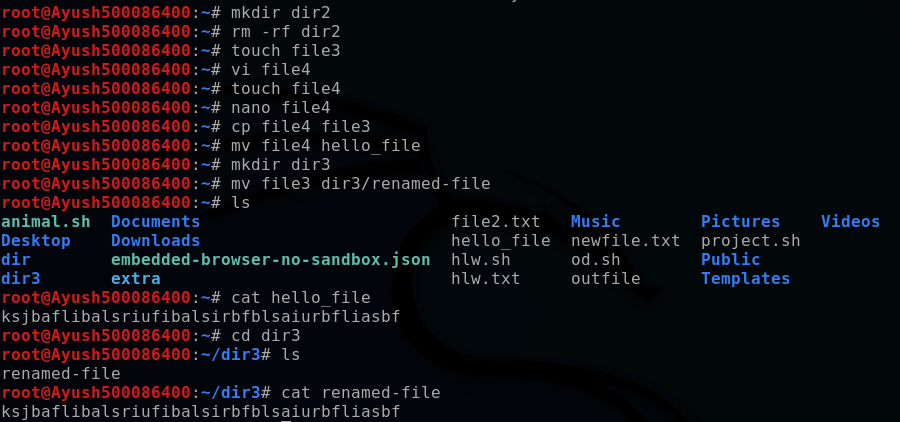 root@Ayush500086400:~# mkdir dir2
root@Ayush500086400:~# rm -rf dir2
root@Ayush500086400:~# touch file3
root@Ayush500086400:~# vi file4
root@Ayush500086400:~# touch file4
root@Ayush500086400:~# nano file4
root@Ayush500086400:~# cp file4 file3
root@Ayush500086400:~# mv file4 hello_file
root@Ayush500086400:~# mkdir dir3
root@Ayush500086400:~# mv file3 dir3/renamed-file
root@Ayush500086400:~# ls
animal.sh  Documents                         file2.txt   Music        Pictures    Videos
Desktop    Downloads                         hello_file  newfile.txt  project.sh
dir        embedded-browser-no-sandbox.json  hlw.sh      od.sh        Public
dir3       extra                             hlw.txt     outfile      Templates
root@Ayush500086400:~# cat hello_file
ksjbaflibalsriufibalsirbfblsaiurbfliasbf
root@Ayush500086400:~# cd dir3
root@Ayush500086400:~/dir3# ls
renamed-file
root@Ayush500086400:~/dir3# cat renamed-file
ksjbaflibalsriufibalsirbfblsaiurbfliasbf